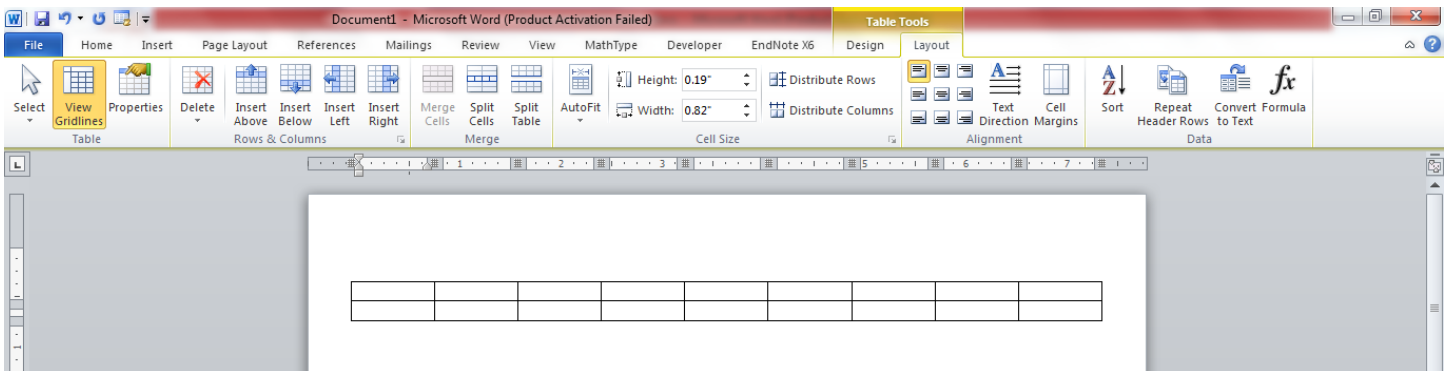 Document1 - Microsoft Word (Product Activation Failed)
Table Tools
File Home Insert Page Layout References Mailings Review View MathType Developer EndNote X6 Design Layout
Select
View Gridlines
Properties
Table
Delete
Insert Above
Insert Below
Insert Left
Insert Right
Rows & Columns
Merge Cells
Split Cells
Split Table
Merge
AutoFit
Height: 0.19"
Width: 0.82"
Distribute Rows
Distribute Columns
Cell Size
Text Direction
Cell Margins
Alignment
Sort
Repeat Header Rows
Convert to Text
Formula
Data
1 2 3 5 6 7